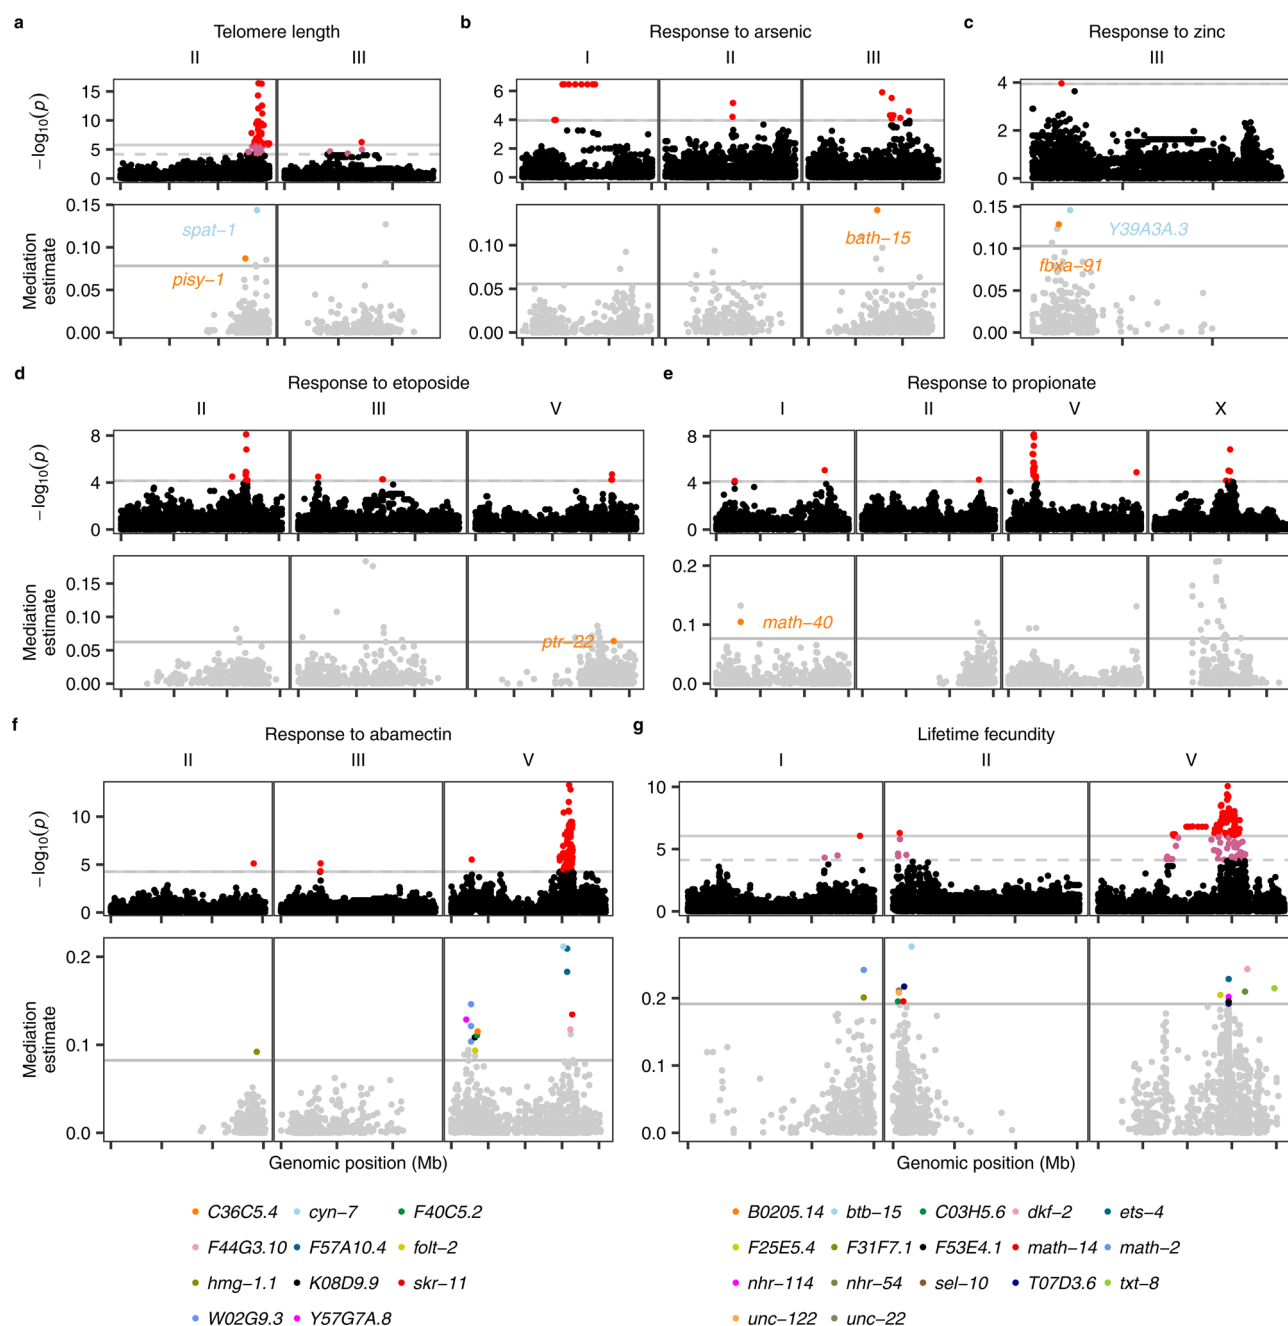 a
Telomere length
II III
15
10
5
0
−log10(p)
0.15
0.10
0.05
0.00
Mediation
estimate
spat−1
pisy−1
b
Response to arsenic
I II III
6
4
2
0
0.10
0.05
0.00
bath−15
c
Response to zinc
III
4
2
0
0.15
0.10
0.05
0.00
Y39A3A.3
fbxa−91
d
Response to etoposide
II III V
8
4
0
−log10(p)
0.15
0.10
0.05
0.00
Mediation
estimate
ptr−22
e
Response to propionate
I II V X
8
4
0
0.2
0.1
0.0
math−40
f
Response to abamectin
II III V
10
5
0
−log10(p)
0.2
0.1
0.0
Mediation
estimate
Genomic position (Mb)
C36C5.4 cyn−7 F40C5.2
F44G3.10 F57A10.4 folt−2
hmg−1.1 K08D9.9 skr−11
W02G9.3 Y57G7A.8
g
Lifetime fecundity
I II V
10
5
0
0.2
0.1
0.0
Genomic position (Mb)
B0205.14 btb−15 C03H5.6 dkf−2 ets−4
F25E5.4 F31F7.1 F53E4.1 math−14 math−2
nhr−114 nhr−54 sel−10 T07D3.6 txt−8
unc−122 unc−22